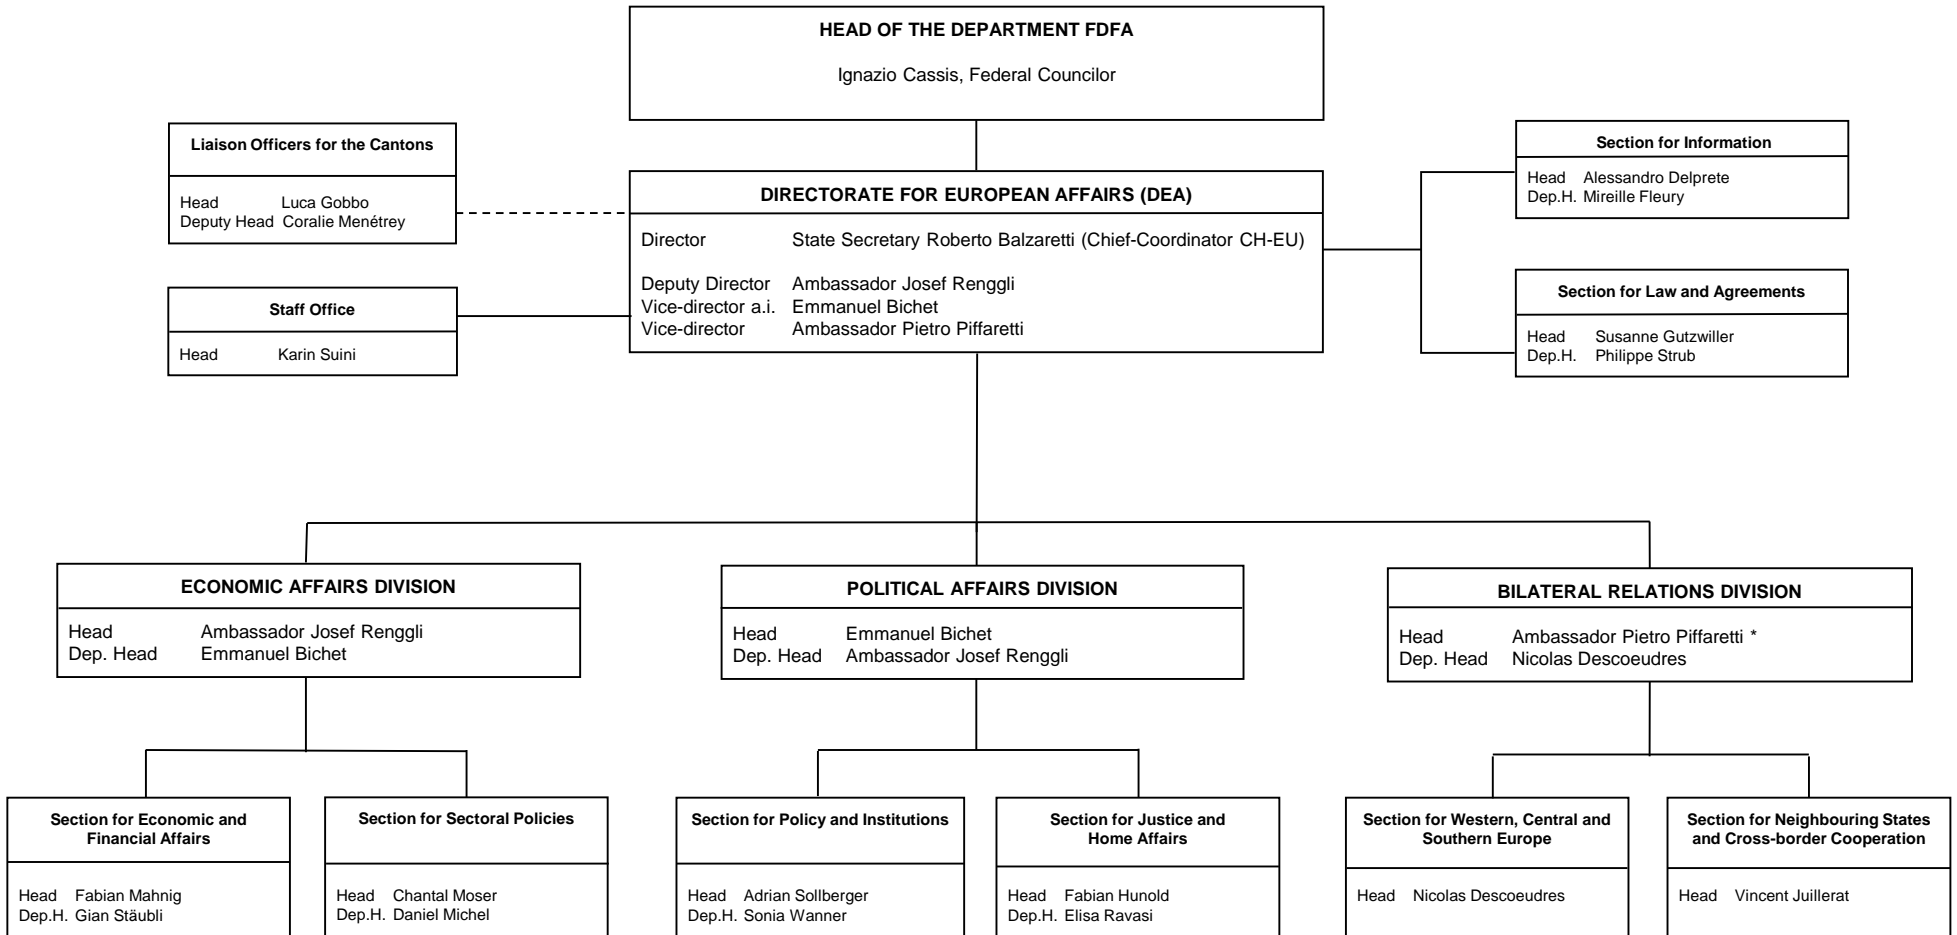 HEAD OF THE DEPARTMENT FDFA
Ignazio Cassis, Federal Councilor
Liaison Officers for the Cantons
Head Luca Gobbo
Deputy Head Coralie Menétrey
Staff Office
Head Karin Suini
DIRECTORATE FOR EUROPEAN AFFAIRS (DEA)
Director State Secretary Roberto Balzaretti (Chief-Coordinator CH-EU)
Deputy Director Ambassador Josef Renggli
Vice-director a.i. Emmanuel Bichet
Vice-director Ambassador Pietro Piffaretti
Section for Information
Head Alessandro Delprete
Dep.H. Mireille Fleury
Section for Law and Agreements
Head Susanne Gutzwiller
Dep.H. Philippe Strub
ECONOMIC AFFAIRS DIVISION
Head Ambassador Josef Renggli
Dep. Head Emmanuel Bichet
POLITICAL AFFAIRS DIVISION
Head Emmanuel Bichet
Dep. Head Ambassador Josef Renggli
BILATERAL RELATIONS DIVISION
Head Ambassador Pietro Piffaretti *
Dep. Head Nicolas Descoeudres
Section for Economic and
Financial Affairs
Head Fabian Mahnig
Dep.H. Gian Stäubli
Section for Sectoral Policies
Head Chantal Moser
Dep.H. Daniel Michel
Section for Policy and Institutions
Head Adrian Sollberger
Dep.H. Sonia Wanner
Section for Justice and
Home Affairs
Head Fabian Hunold
Dep.H. Elisa Ravasi
Section for Western, Central and
Southern Europe
Head Nicolas Descoeudres
Section for Neighbouring States
and Cross-border Cooperation
Head Vincent Juillerat